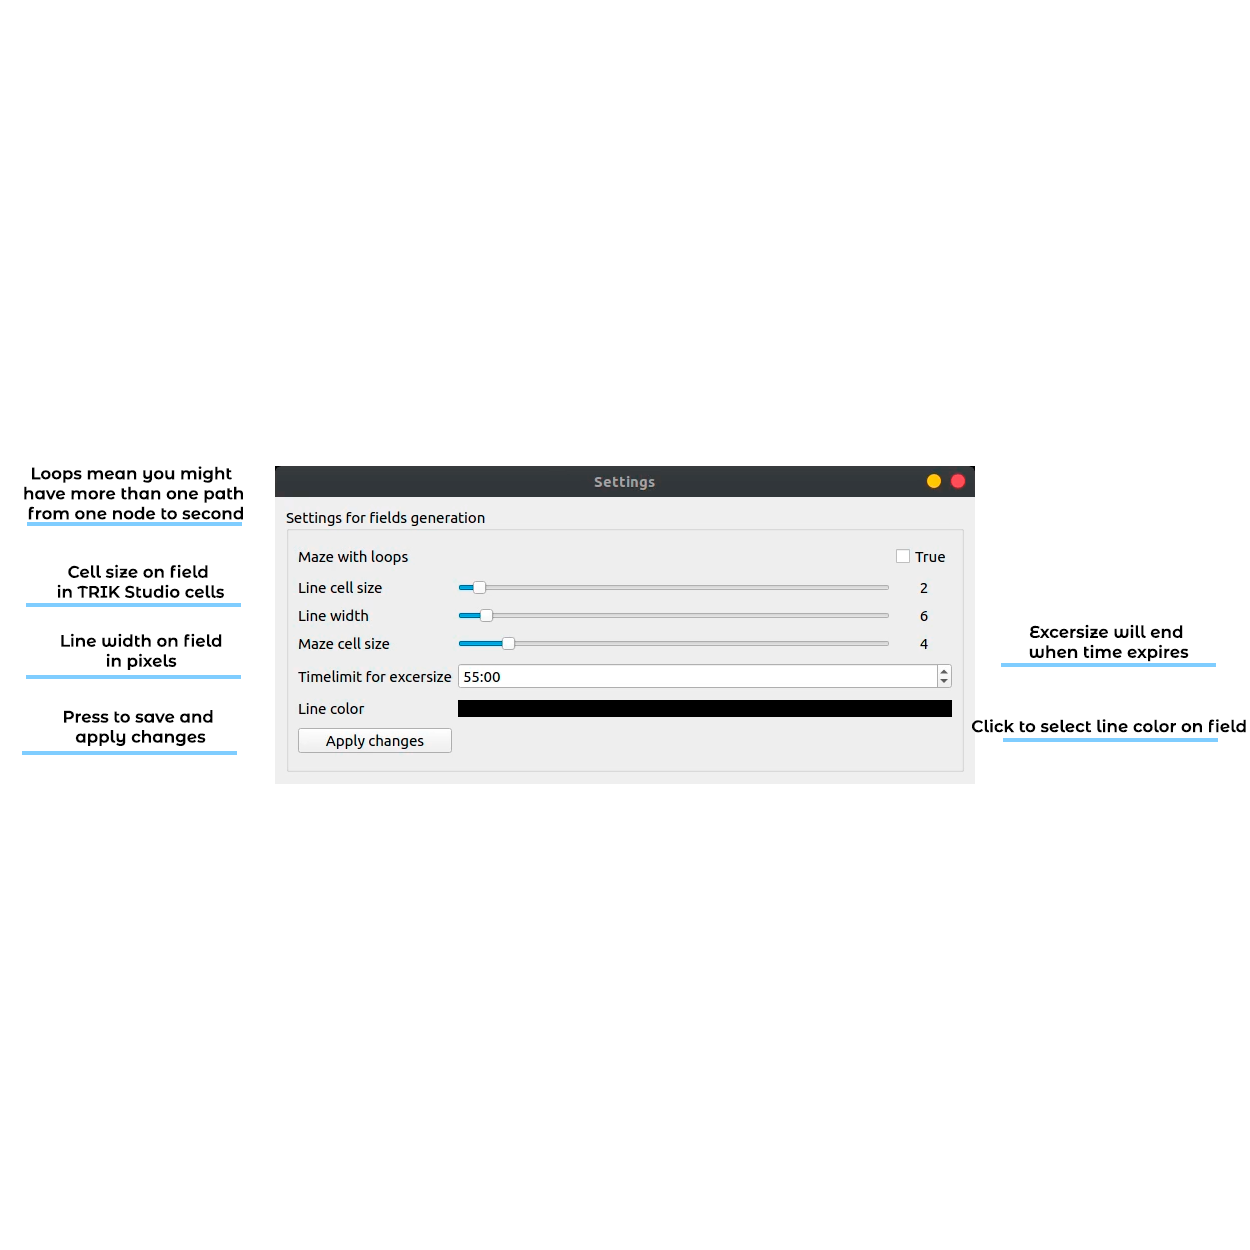 Loops mean you might
have more than one path
from one node to second
Cell size on field
in TRIK Studio cells
Line width on field
in pixels
Press to save and
apply changes
Settings
Settings for fields generation
Maze with loops
True
Line cell size
2
Line width
6
Maze cell size
4
Timelimit for excersize
55:00
Line color
Apply changes
Excersize will end
when time expires
Click to select line color on field